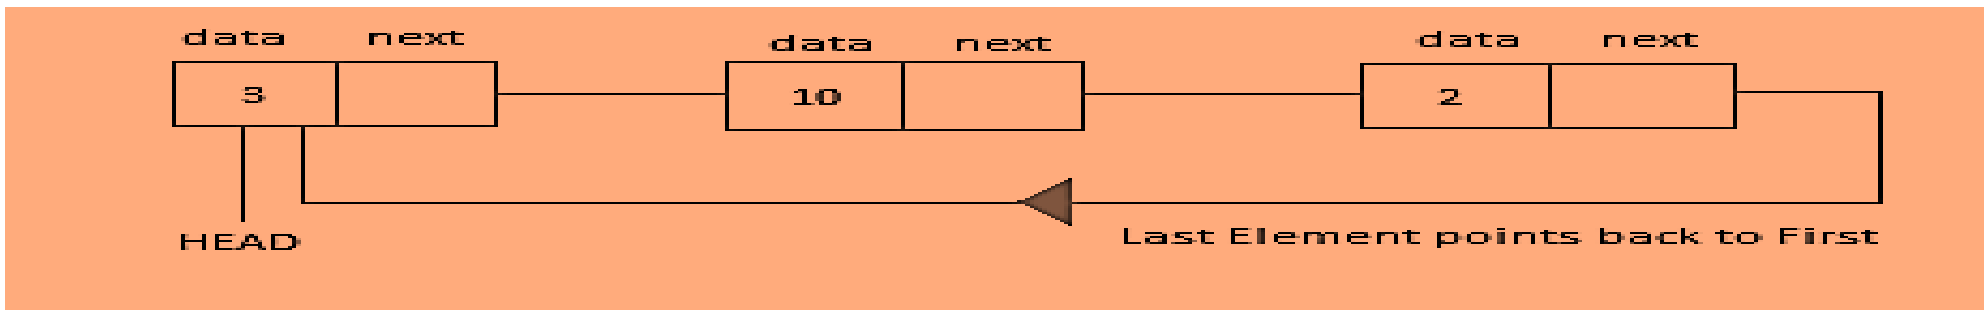 data next data next data next
3 10 2
HEAD
Last Element points back to First